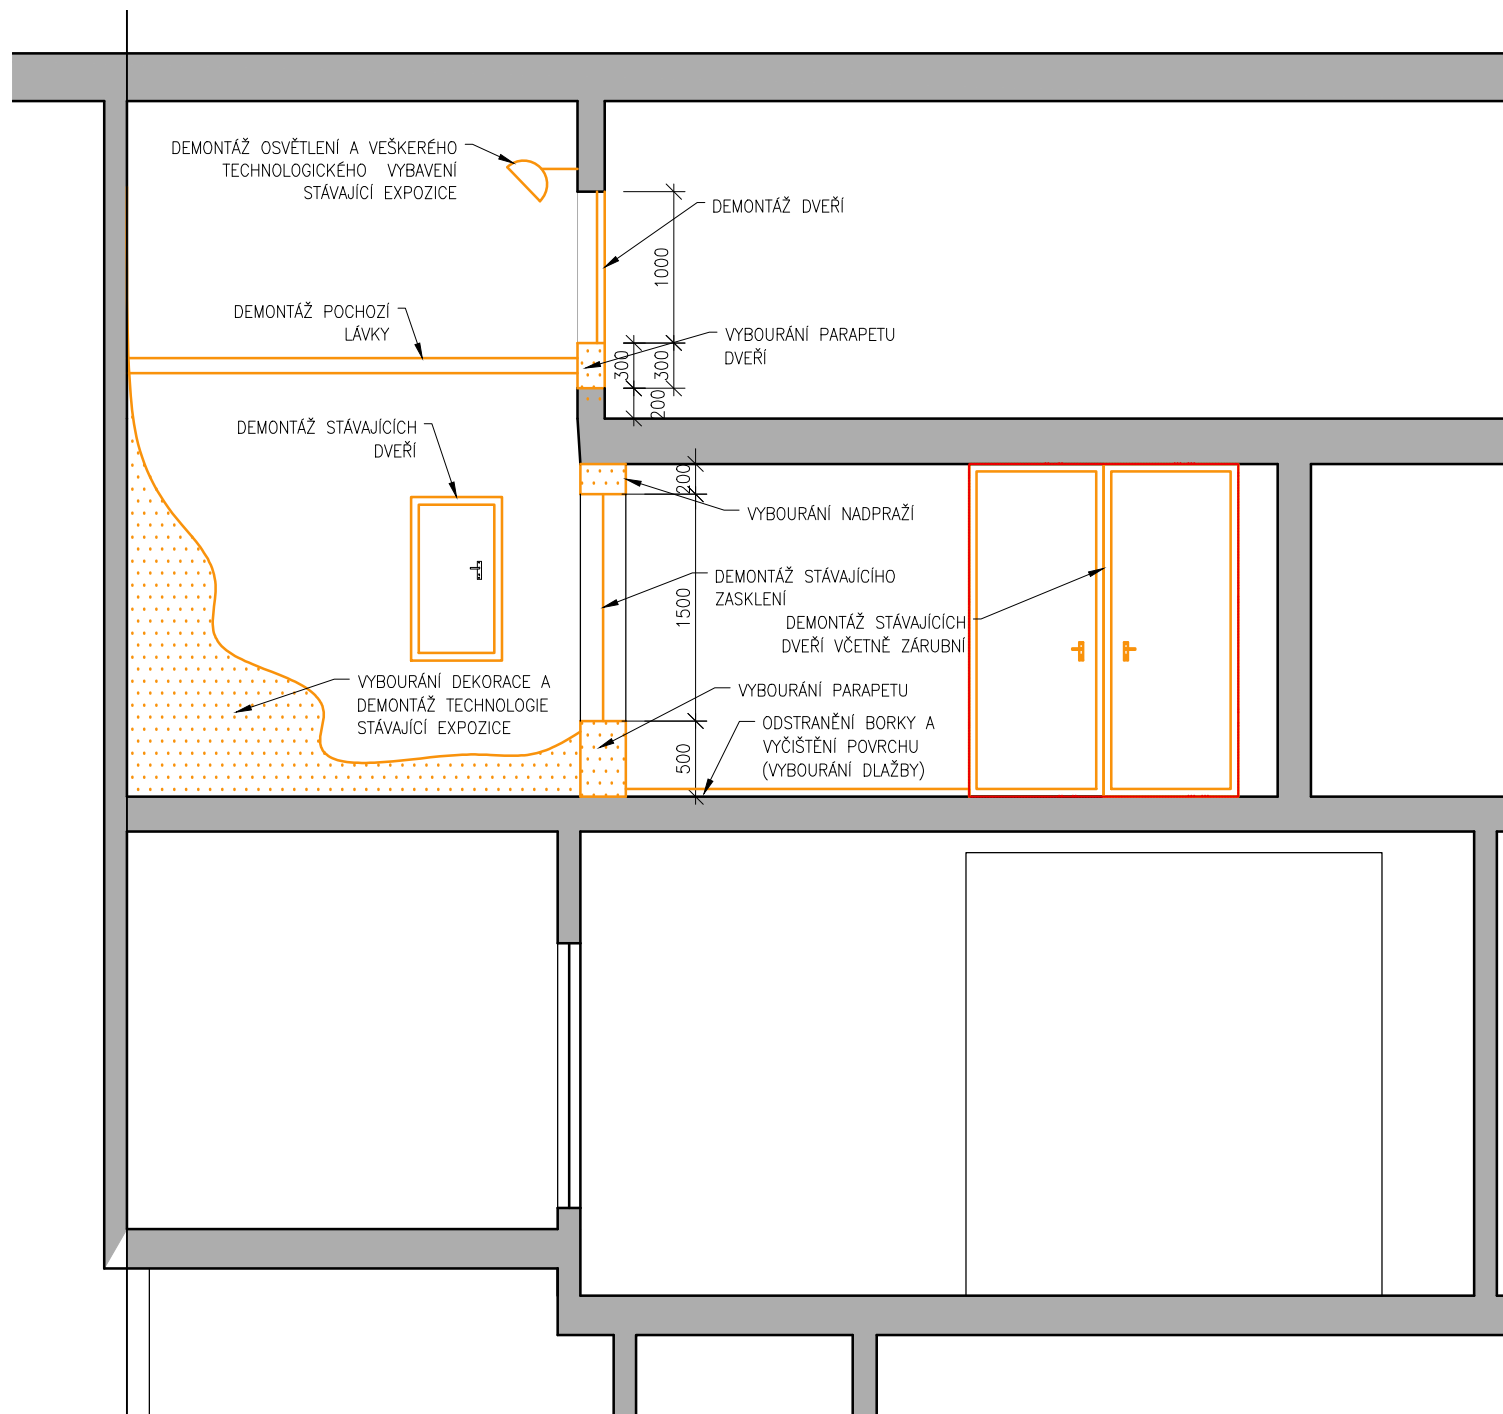 DEMONTÁŽ OSVĚTLENÍ A VEŠKERÉHO
TECHNOLOGICKÉHO VYBAVENÍ
STÁVAJÍCÍ EXPOZICE
DEMONTÁŽ DVEŘÍ
1000
DEMONTÁŽ POCHOZÍ
LÁVKY
VYBOURÁNÍ PARAPETU
DVEŘÍ
300
300
200
DEMONTÁŽ STÁVAJÍCÍCH
DVEŘÍ
200
VYBOURÁNÍ NADPRAŽÍ
DEMONTÁŽ STÁVAJÍCÍHO
ZASKLENÍ
1500
DEMONTÁŽ STÁVAJÍCÍCH
DVEŘÍ VČETNĚ ZÁRUBNÍ
VYBOURÁNÍ DEKORACE A
DEMONTÁŽ TECHNOLOGIE
STÁVAJÍCÍ EXPOZICE
VYBOURÁNÍ PARAPETU
ODSTRANĚNÍ BORKY A
VYČIŠTĚNÍ POVRCHU
(VYBOURÁNÍ DLAŽBY)
500